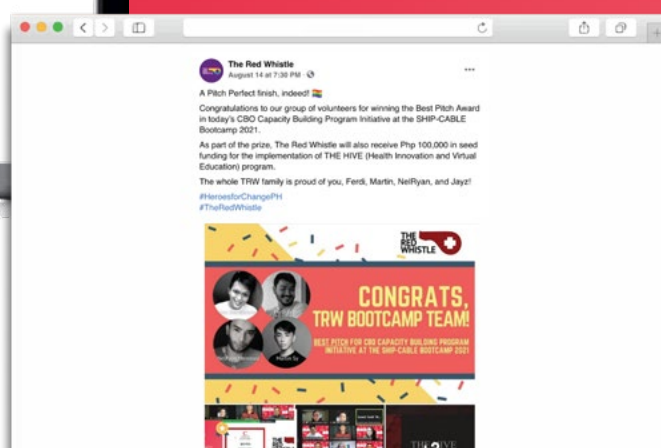 The Red Whistle
August 14 at 7:30 PM
A Pitch Perfect finish, indeed! 🏳️‍🌈
Congratulations to our group of volunteers for winning the Best Pitch Award
in today's CBO Capacity Building Program Initiative at the SHIP-CABLE
Bootcamp 2021.
As part of the prize, The Red Whistle will also receive Php 100,000 in seed
funding for the implementation of THE HIVE (Health Innovation and Virtual
Education) program.
The whole TRW family is proud of you, Ferdi, Martin, NelRyan, and Jayz!
#HeroesforChangePH
#TheRedWhistle
THE
RED
WHISTLE
CONGRATS,
TRW BOOTCAMP TEAM!
BEST PITCH FOR CBO CAPACITY BUILDING PROGRAM
INITIATIVE AT THE SHIP-CABLE BOOTCAMP 2021